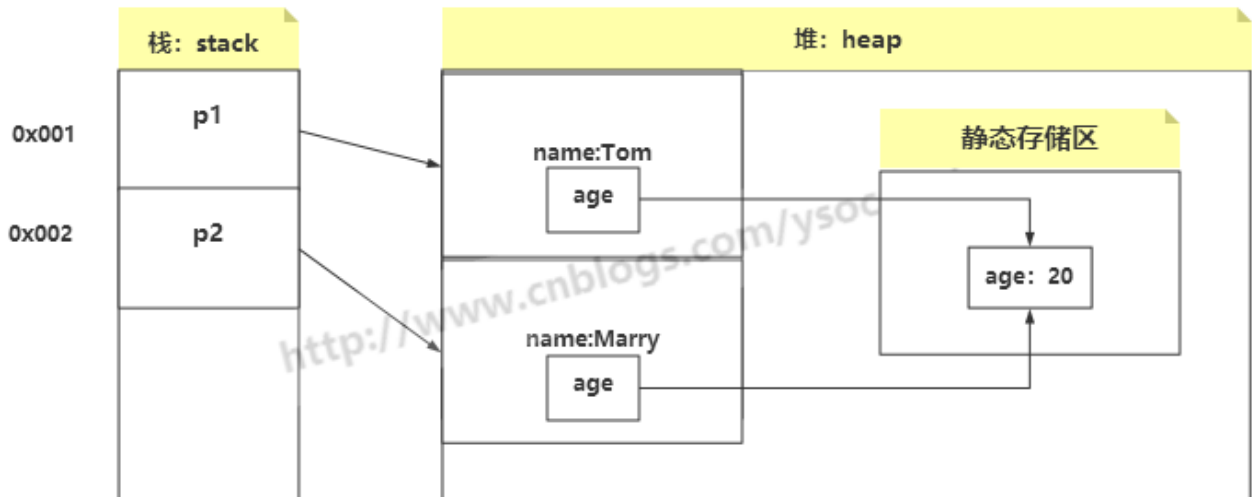 栈：stack
堆：heap
0x001
p1
name:Tom
age
静态存储区
0x002
p2
age：20
name:Marry
age
http://www.cnblogs.com/ysoc